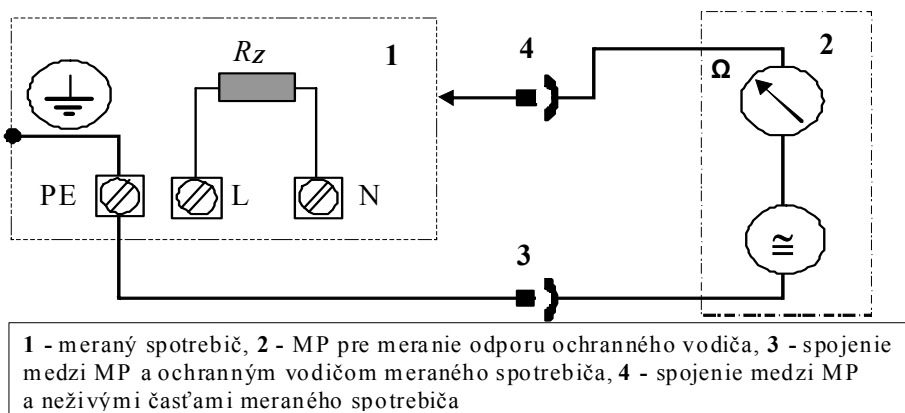 Rz
1
4
2
Ω
PE
L
N
≅
3
1 - meraný spotrebič, 2 - MP pre meranie odporu ochranného vodiča, 3 - spojenie
medzi MP a ochranným vodičom meraného spotrebiča, 4 - spojenie medzi MP
a neživými časťami meraného spotrebiča